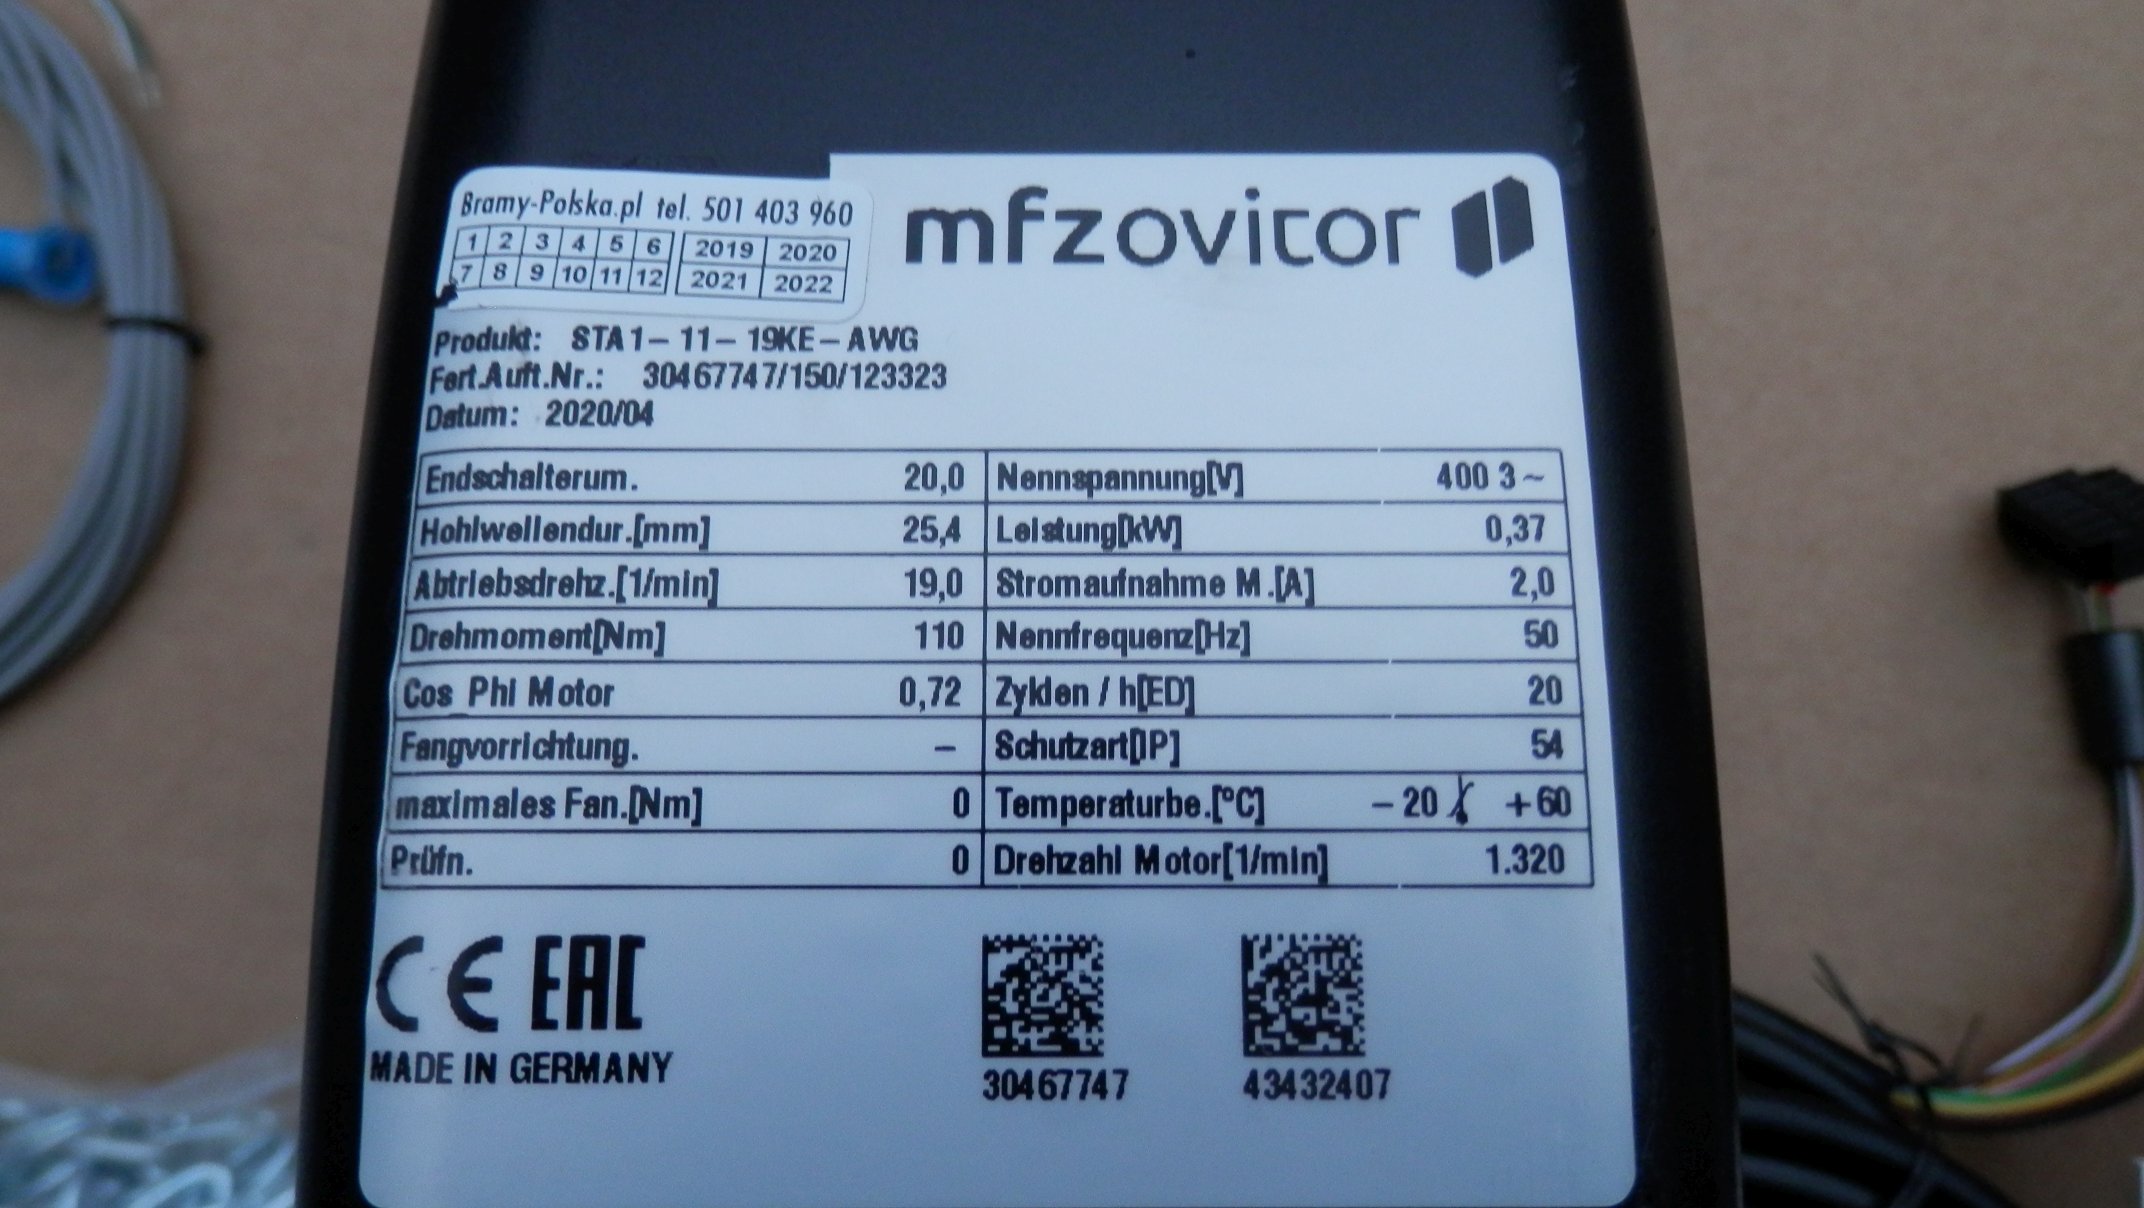 Bramy-Polska.pl tel. 501 403 960
1 2 3 4 5 6 2019 2020
7 8 9 10 11 12 2021 2022
mfzovitor
Produkt: STA1-11-19KE-AWG
Fert.Auft.Nr.: 30467747/150/123323
Datum: 2020/04
Endschalterum. 20,0 Nennspannung[V] 400 3~
Hohlwellendur.[mm] 25,4 Leistung[kW] 0,37
Abtriebsdrehz.[1/min] 19,0 Stromaufnahme M.[A] 2,0
Drehmoment[Nm] 110 Nennfrequenz[Hz] 50
Cos Phi Motor 0,72 Zyklen / h[ED] 20
Fangvorrichtung. – Schutzart[IP] 54
maximales Fan.[Nm] 0 Temperaturbe.[°C] -20 / +60
Prüfn. 0 Drehzahl Motor[1/min] 1.320
CE EAC
MADE IN GERMANY
30467747 43432407